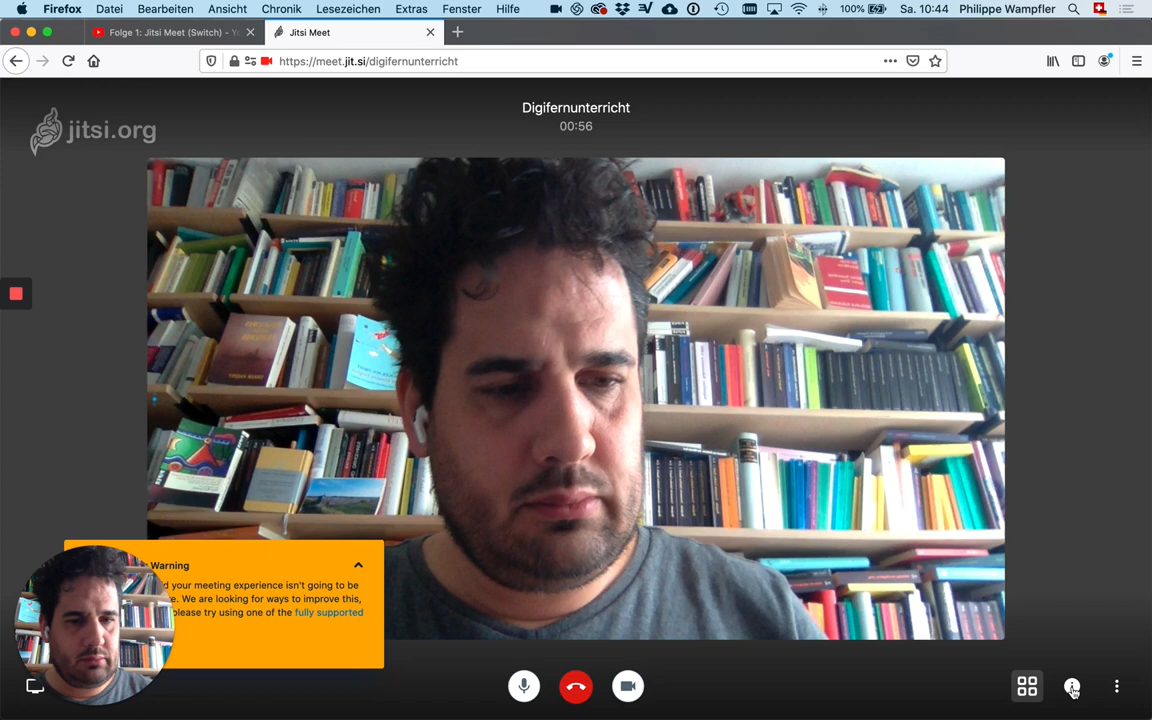 Firefox Datei Bearbeiten Ansicht Chronik Lesezeichen Extras Fenster Hilfe 100% Sa. 10:44 Philippe Wampfler
Folge 1: Jitsi Meet (Switch) - Jitsi Meet
https://meet.jit.si/digifernunterricht
jitsi.org
Digifernunterricht
00:56
Warning
d your meeting experience isn't going to be
e. We are looking for ways to improve this,
please try using one of the fully supported